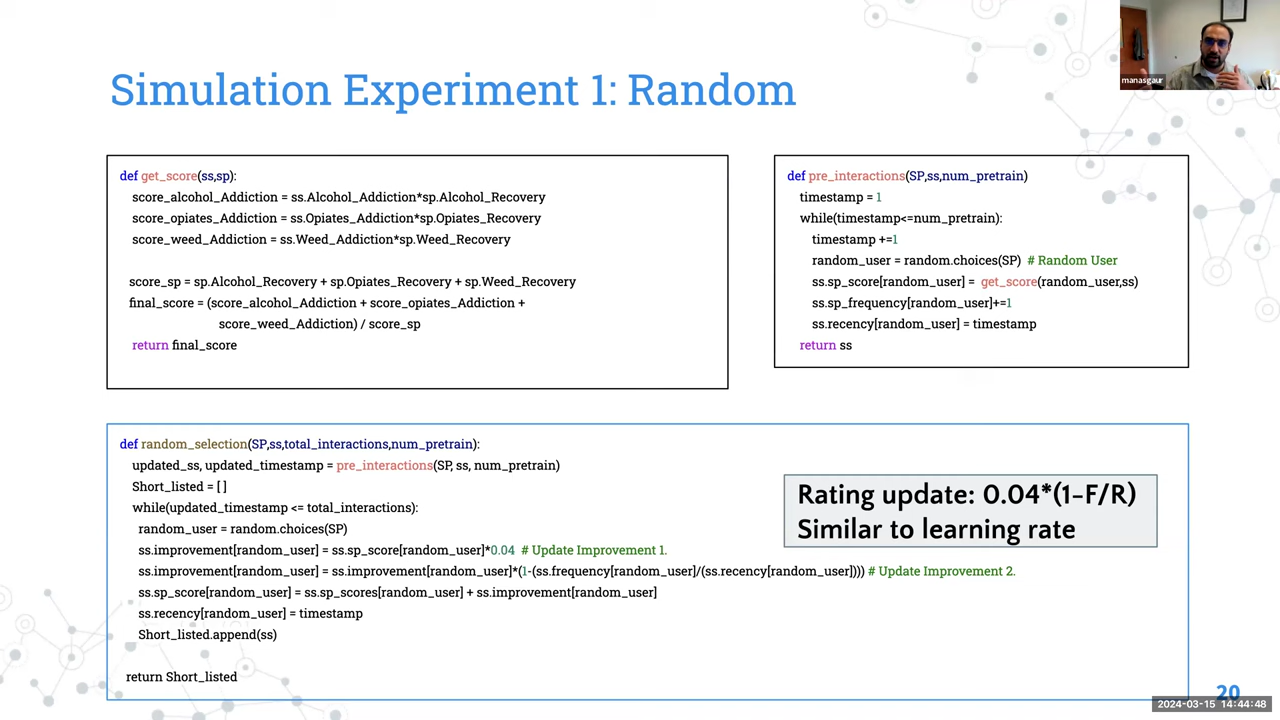 manasgaur
Simulation Experiment 1: Random
def get_score(ss,sp):
score_alcohol_Addiction = ss.Alcohol_Addiction*sp.Alcohol_Recovery
score_opiates_Addiction = ss.Opiates_Addiction*sp.Opiates_Recovery
score_weed_Addiction = ss.Weed_Addiction*sp.Weed_Recovery
score_sp = sp.Alcohol_Recovery + sp.Opiates_Recovery + sp.Weed_Recovery
final_score = (score_alcohol_Addiction + score_opiates_Addiction +
score_weed_Addiction) / score_sp
return final_score
def pre_interactions(SP,ss,num_pretrain)
timestamp = 1
while(timestamp<=num_pretrain):
timestamp +=1
random_user = random.choices(SP) # Random User
ss.sp_score[random_user] = get_score(random_user,ss)
ss.sp_frequency[random_user]+=1
ss.recency[random_user] = timestamp
return ss
def random_selection(SP,ss,total_interactions,num_pretrain):
updated_ss, updated_timestamp = pre_interactions(SP, ss, num_pretrain)
Short_listed = [ ]
while(updated_timestamp <= total_interactions):
random_user = random.choices(SP)
ss.improvement[random_user] = ss.sp_score[random_user]*0.04 # Update Improvement 1.
ss.improvement[random_user] = ss.improvement[random_user]*(1-(ss.frequency[random_user]/(ss.recency[random_user]))) # Update Improvement 2.
ss.sp_score[random_user] = ss.sp_scores[random_user] + ss.improvement[random_user]
ss.recency[random_user] = timestamp
Short_listed.append(ss)
return Short_listed
Rating update: 0.04*(1-F/R)
Similar to learning rate
20
2024-03-15 14:44:48